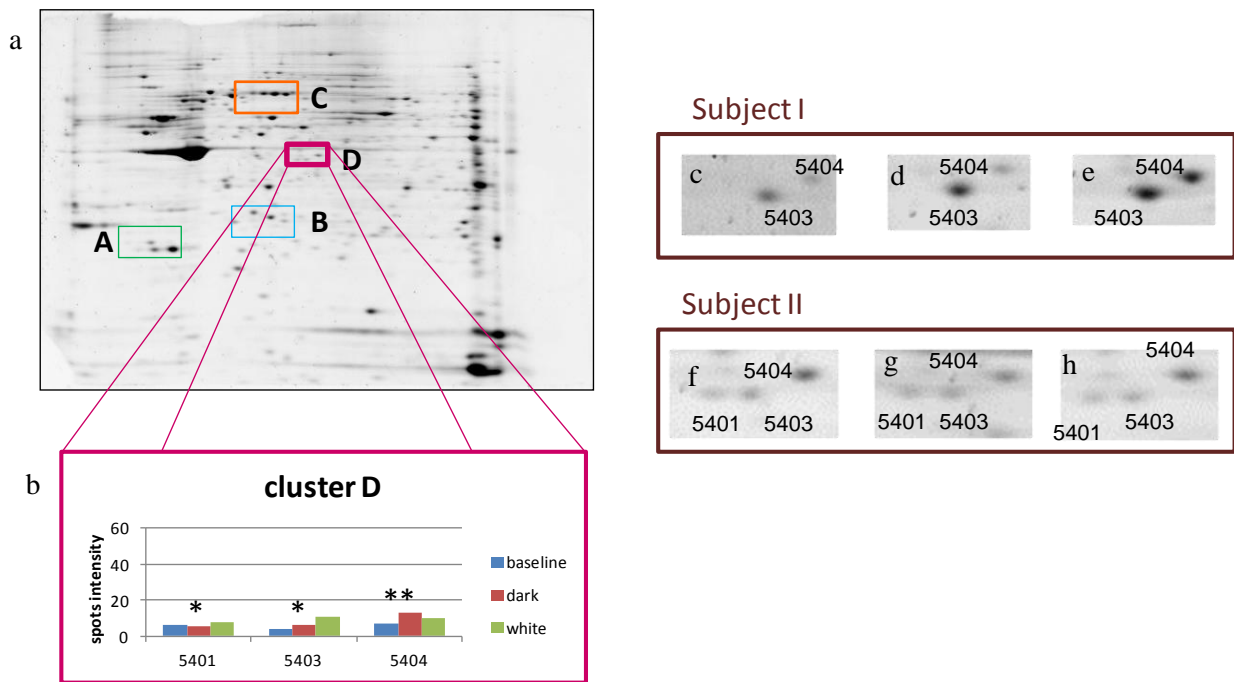 a
C
D
A
B
b
cluster D
spots intensity
60
40
20
0
*
*
**
5401
5403
5404
baseline
dark
white
Subject I
c
5404
5403
d
5404
5403
e
5404
5403
Subject II
f
5404
5401
5403
g
5404
5401
5403
h
5404
5403
5401